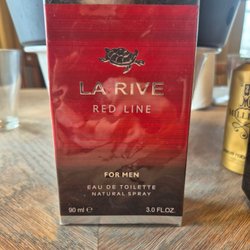 LA RIVE
RED LINE
FOR MEN
EAU DE TOILETTE
NATURAL SPRAY
90 ml e 3.0 FL.OZ.